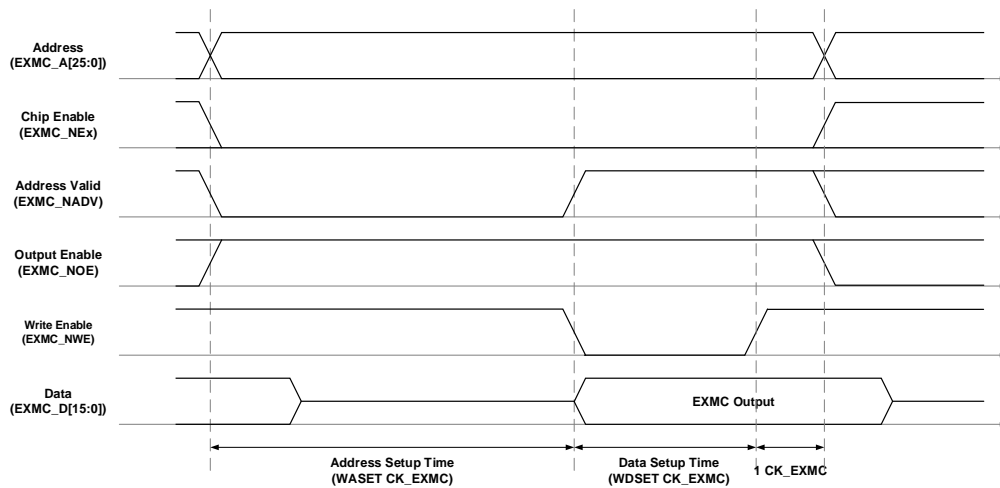 Address
(EXMC_A[25:0])
Chip Enable
(EXMC_NEx)
Address Valid
(EXMC_NADV)
Output Enable
(EXMC_NOE)
Write Enable
(EXMC_NWE)
Data
(EXMC_D[15:0])
EXMC Output
Address Setup Time
(WASET CK_EXMC)
Data Setup Time
(WDSET CK_EXMC)
1 CK_EXMC